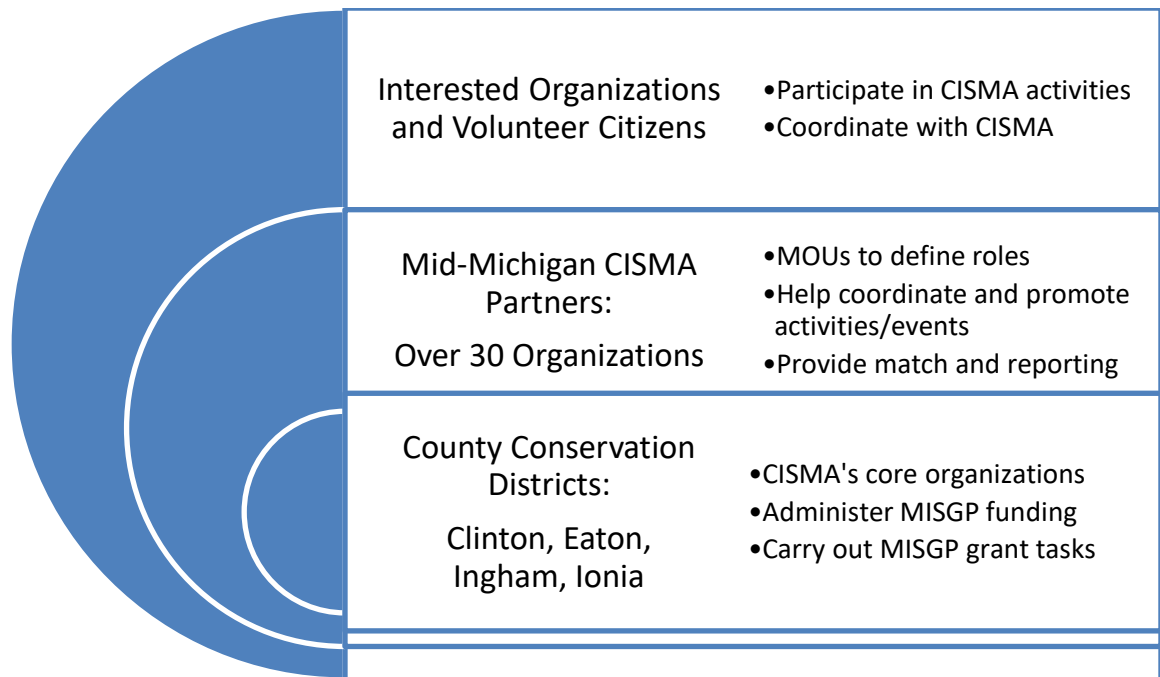 Interested Organizations
and Volunteer Citizens
•Participate in CISMA activities
•Coordinate with CISMA
Mid-Michigan CISMA
Partners:
Over 30 Organizations
•MOUs to define roles
•Help coordinate and promote
activities/events
•Provide match and reporting
County Conservation
Districts:
Clinton, Eaton,
Ingham, Ionia
•CISMA's core organizations
•Administer MISGP funding
•Carry out MISGP grant tasks